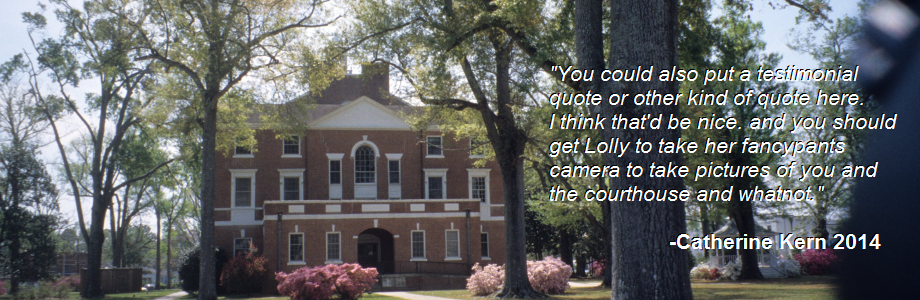 "You could also put a testimonial
quote or other kind of quote here.
I think that'd be nice. and you should
get Lolly to take her fancypants
camera to take pictures of you and
the courthouse and whatnot."
-Catherine Kern 2014